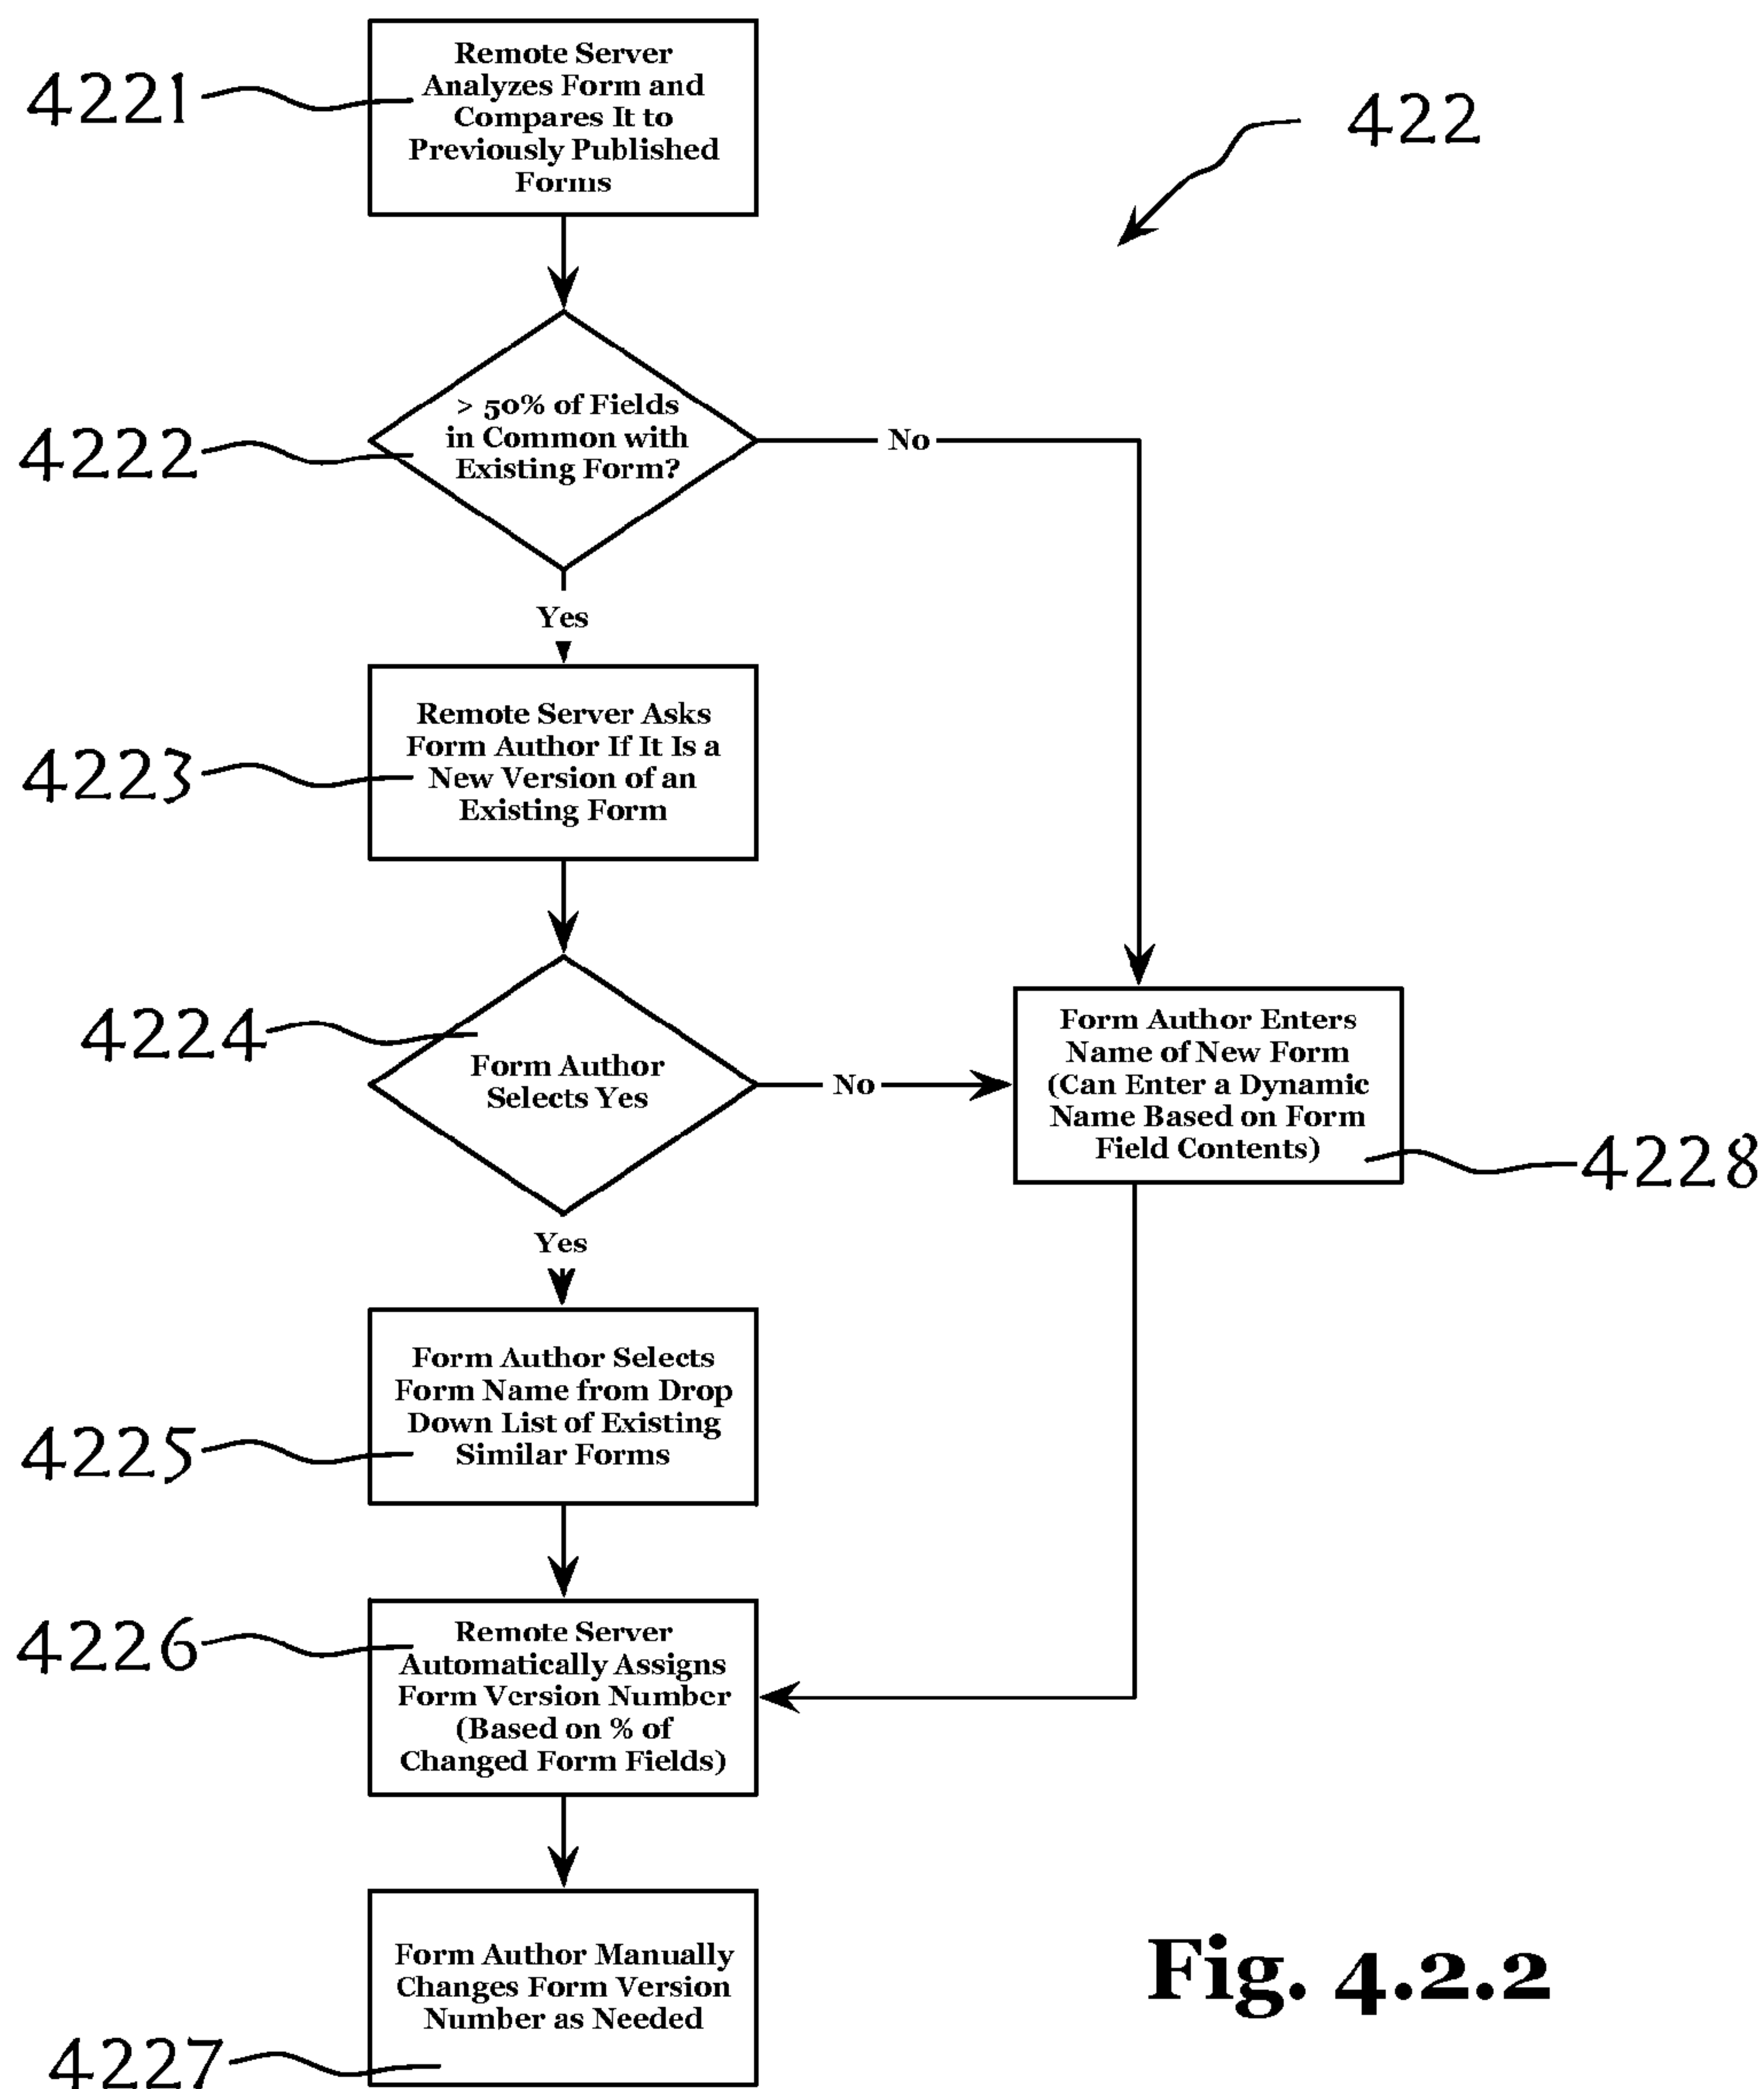 4221
Remote Server
Analyzes Form and
Compares It to
Previously Published
Forms
422
4222
> 50% of Fields
in Common with
Existing Form?
No
Yes
4223
Remote Server Asks
Form Author If It Is a
New Version of an
Existing Form
4224
Form Author
Selects Yes
No
Form Author Enters
Name of New Form
(Can Enter a Dynamic
Name Based on Form
Field Contents)
4228
Yes
4225
Form Author Selects
Form Name from Drop
Down List of Existing
Similar Forms
4226
Remote Server
Automatically Assigns
Form Version Number
(Based on % of
Changed Form Fields)
Form Author Manually
Changes Form Version
Number as Needed
4227
Fig. 4.2.2